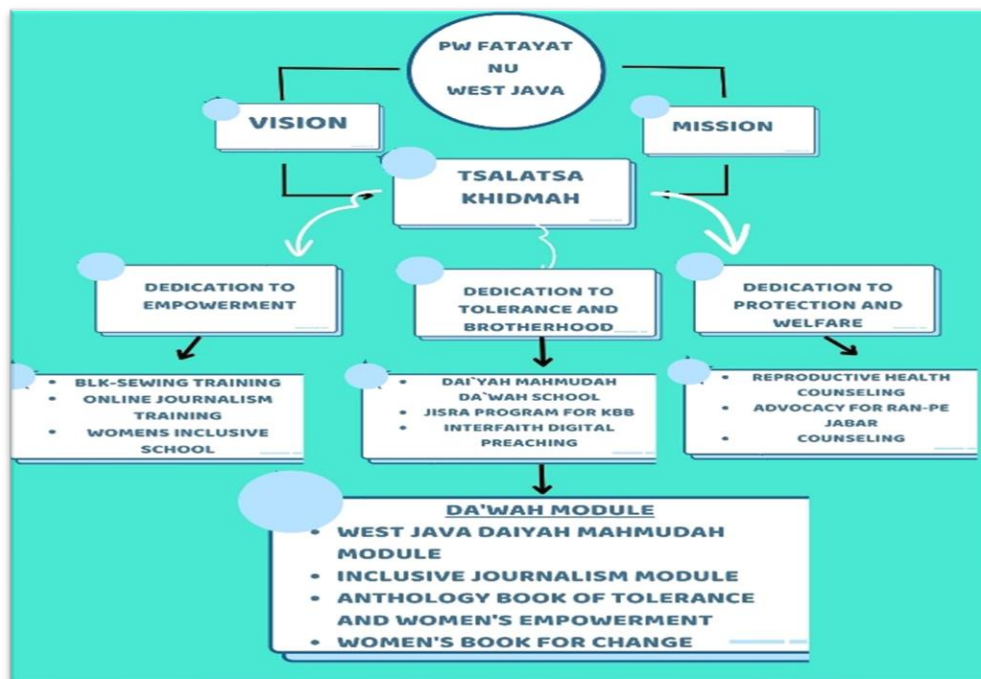 PW FATAYAT
NU
WEST JAVA
VISION
MISSION
TSALATSA
KHIDMAH
DEDICATION TO
EMPOWERMENT
DEDICATION TO
TOLERANCE AND
BROTHERHOOD
DEDICATION TO
PROTECTION AND
WELFARE
• BLK-SEWING TRAINING
• ONLINE JOURNALISM
TRAINING
• WOMENS INCLUSIVE
SCHOOL
• DAI`YAH MAHMUDAH
DA`WAH SCHOOL
• JISRA PROGRAM FOR KBB
• INTERFAITH DIGITAL
PREACHING
• REPRODUCTIVE HEALTH
COUNSELING
• ADVOCACY FOR RAN-PE
JABAR
• COUNSELING
DA'WAH MODULE
• WEST JAVA DAIYAH MAHMUDAH
MODULE
• INCLUSIVE JOURNALISM MODULE
• ANTHOLOGY BOOK OF TOLERANCE
AND WOMEN'S EMPOWERMENT
• WOMEN'S BOOK FOR CHANGE